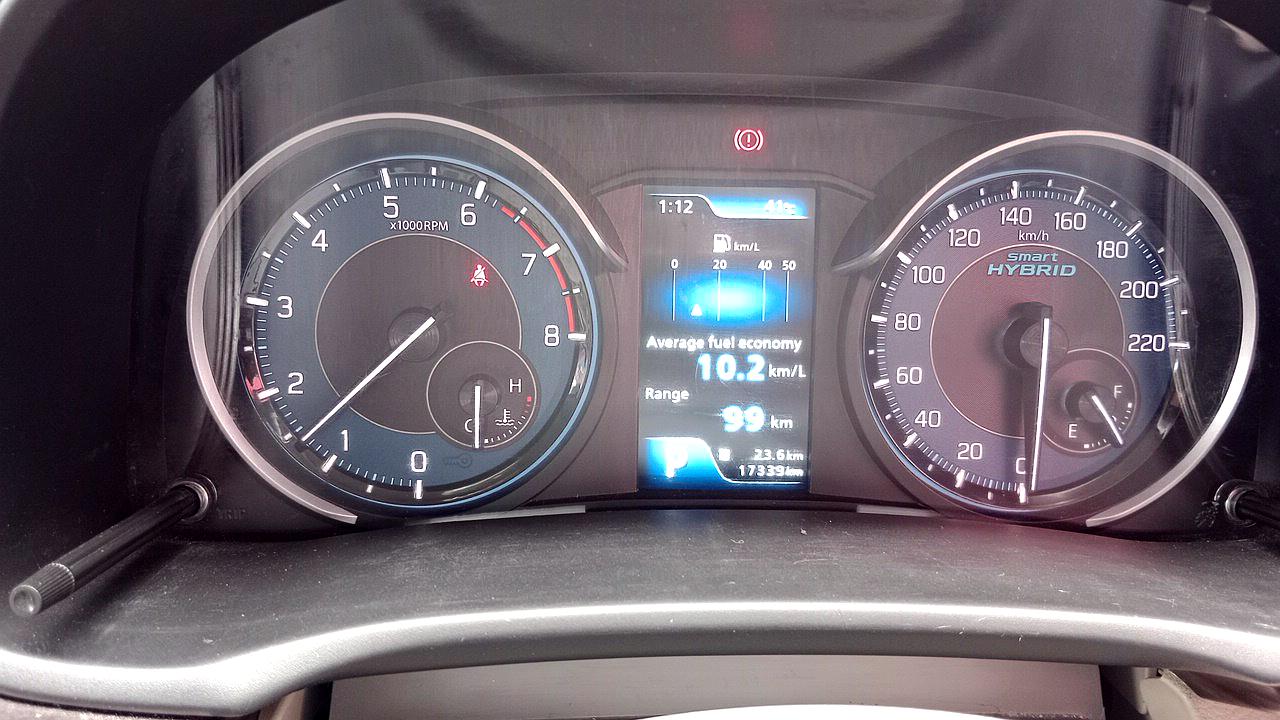 5
6
x1000RPM
4
7
3
8
2
1
0
H
C
1:12
41°C
km/L
0 20 40 50
Average fuel economy
10.2 km/L
Range
99 km
P
23.6 km
17339 km
140
160
120
km/h
180
smart
HYBRID
100
200
80
220
60
40
20
0
F
E
TRIP